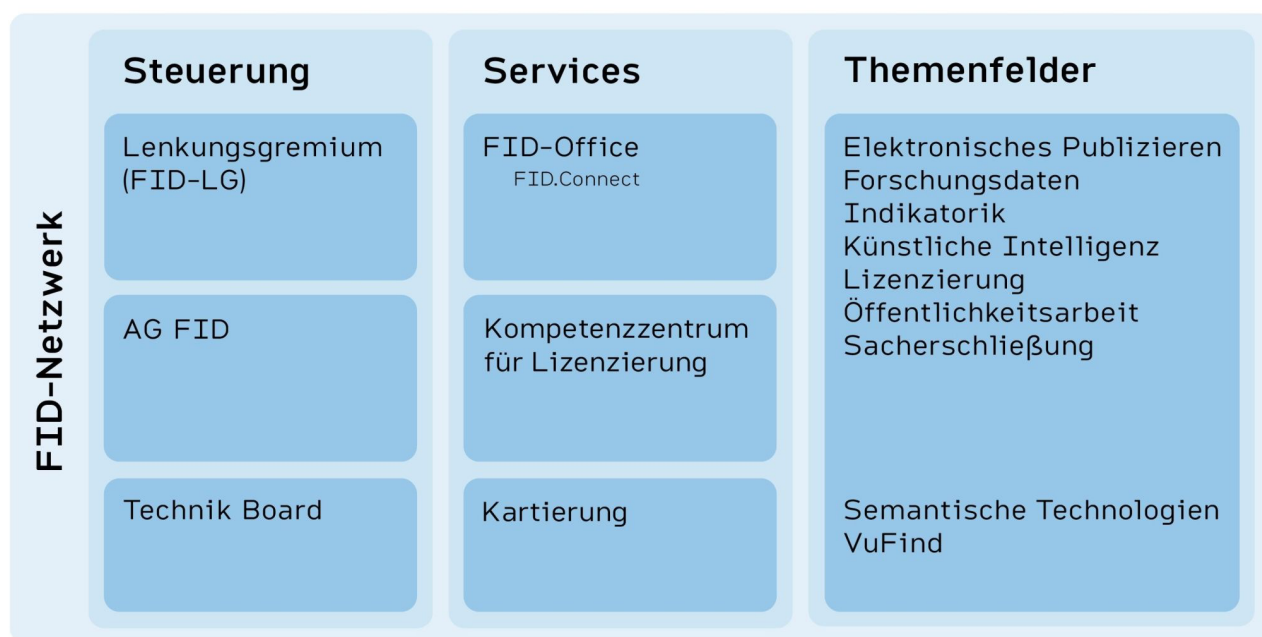 FID-Netzwerk
Steuerung
Lenkungsgremium
(FID-LG)
AG FID
Technik Board
Services
FID-Office
FID.Connect
Kompetenzzentrum
für Lizenzierung
Kartierung
Themenfelder
Elektronisches Publizieren
Forschungsdaten
Indikatorik
Künstliche Intelligenz
Lizenzierung
Öffentlichkeitsarbeit
Sacherschließung
Semantische Technologien
VuFind